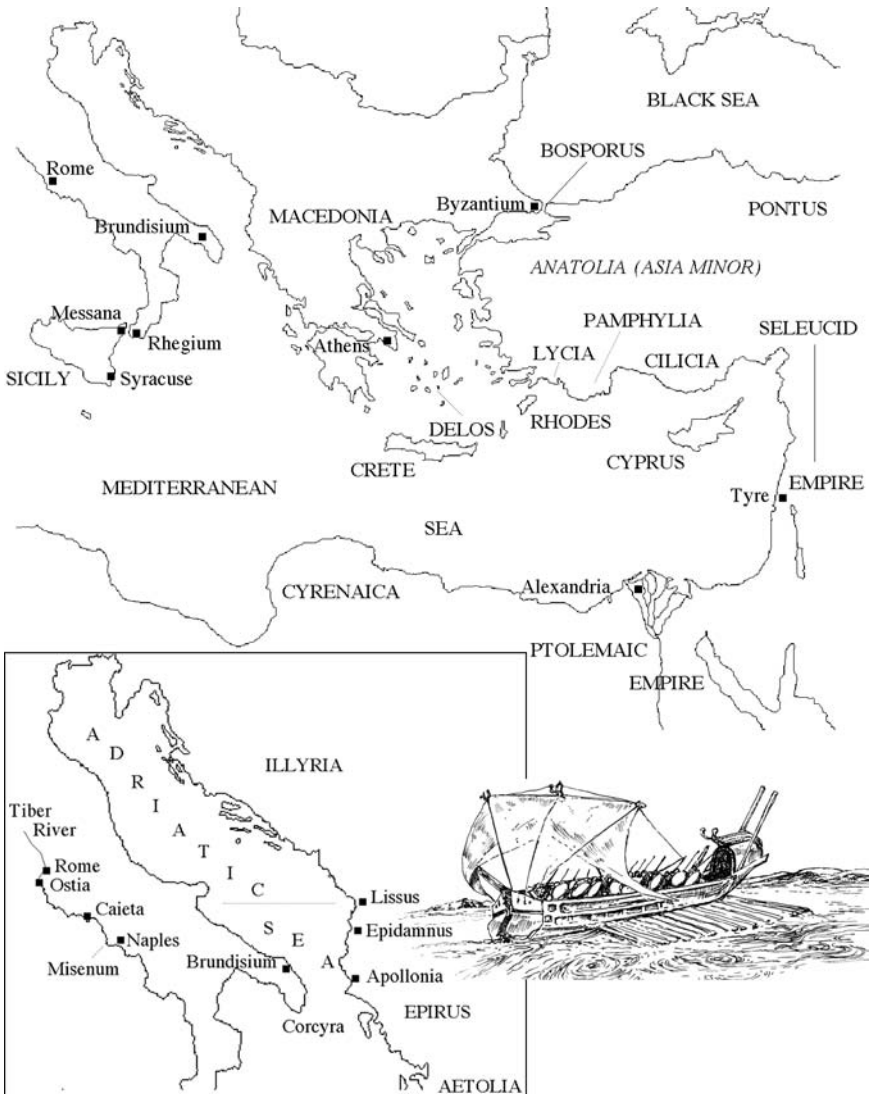 BLACK SEA
BOSPORUS
Rome
Byzantium
MACEDONIA
PONTUS
Brundisium
ANATOLIA (ASIA MINOR)
Messana
PAMPHYLIA
SELEUCID
Rhegium
Athens
LYCIA
CILICIA
SICILY
Syracuse
RHODES
DELOS
CYPRUS
CRETE
MEDITERRANEAN
EMPIRE
Tyre
SEA
Alexandria
CYRENAICA
PTOLEMAIC
EMPIRE
ADRIATIC SEA
ILLYRIA
Tiber
River
Rome
Ostia
Lissus
Caieta
Epidamnus
Naples
Misenum
Brundisium
Apollonia
EPIRUS
Corcyra
AETOLIA